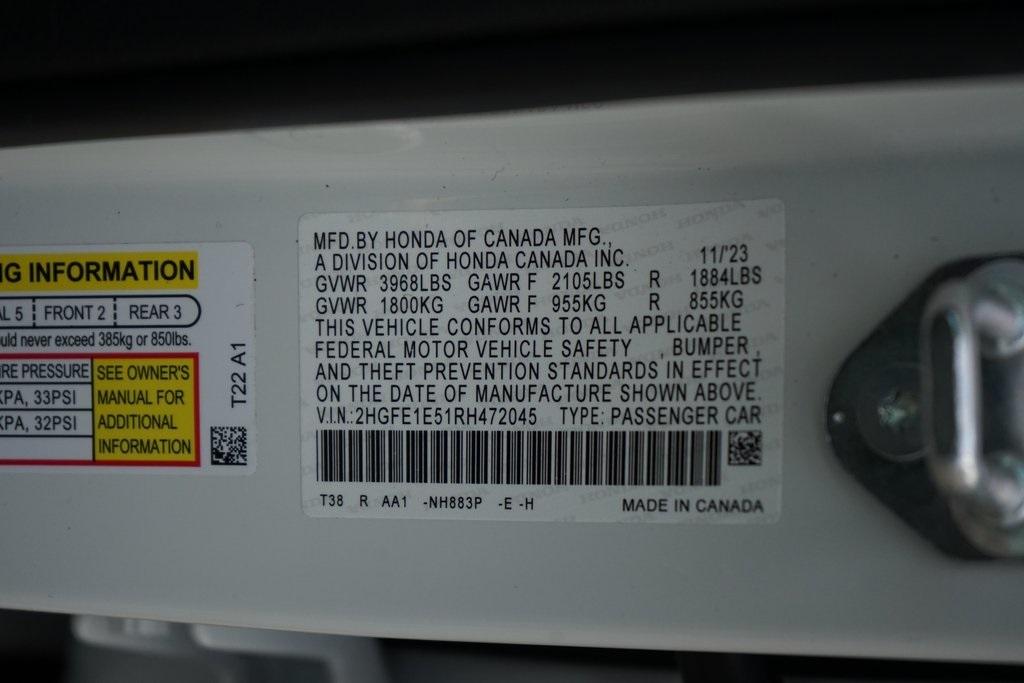 NG INFORMATION
AL 5 FRONT 2 REAR 3
ould never exceed 385kg or 850lbs.
IRE PRESSURE
KPA, 33PSI
KPA, 32PSI
SEE OWNER'S
MANUAL FOR
ADDITIONAL
INFORMATION
T22 A1
MFD.BY HONDA OF CANADA MFG.,
A DIVISION OF HONDA CANADA INC. 11/'23
GVWR 3968LBS GAWR F 2105LBS R 1884LBS
GVWR 1800KG GAWR F 955KG R 855KG
THIS VEHICLE CONFORMS TO ALL APPLICABLE
FEDERAL MOTOR VEHICLE SAFETY , BUMPER ,
AND THEFT PREVENTION STANDARDS IN EFFECT
ON THE DATE OF MANUFACTURE SHOWN ABOVE.
V.I.N.:2HGFE1E51RH472045 TYPE: PASSENGER CAR
T38 R AA1 -NH883P -E -H MADE IN CANADA